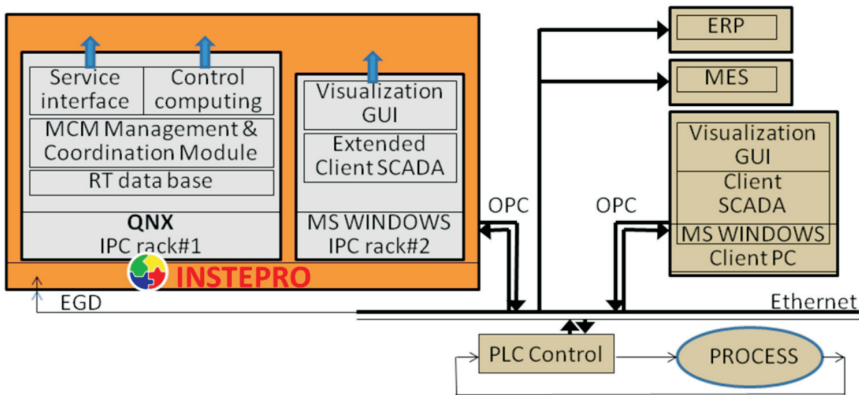 Service
interface
Control
computing
MCM Management &
Coordination Module
RT data base
QNX
IPC rack#1
Visualization
GUI
Extended
Client SCADA
MS WINDOWS
IPC rack#2
INSTEPRO
EGD
OPC
OPC
ERP
MES
Visualization
GUI
Client
SCADA
MS WINDOWS
Client PC
Ethernet
PLC Control
PROCESS